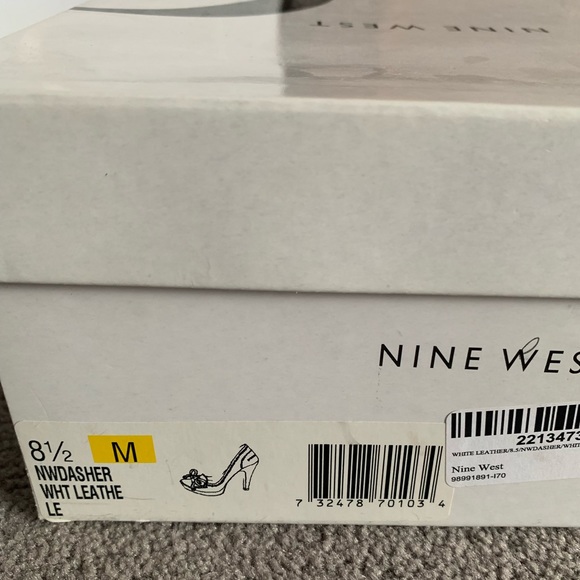 NINE WEST
NINE WES
8½ M
NWDASHER
WHT LEATHE
LE
7 32478 70103 4
2213473
WHITE LEATHER/8.5/NWDASHER/WHIT
Nine West
98991891-I70